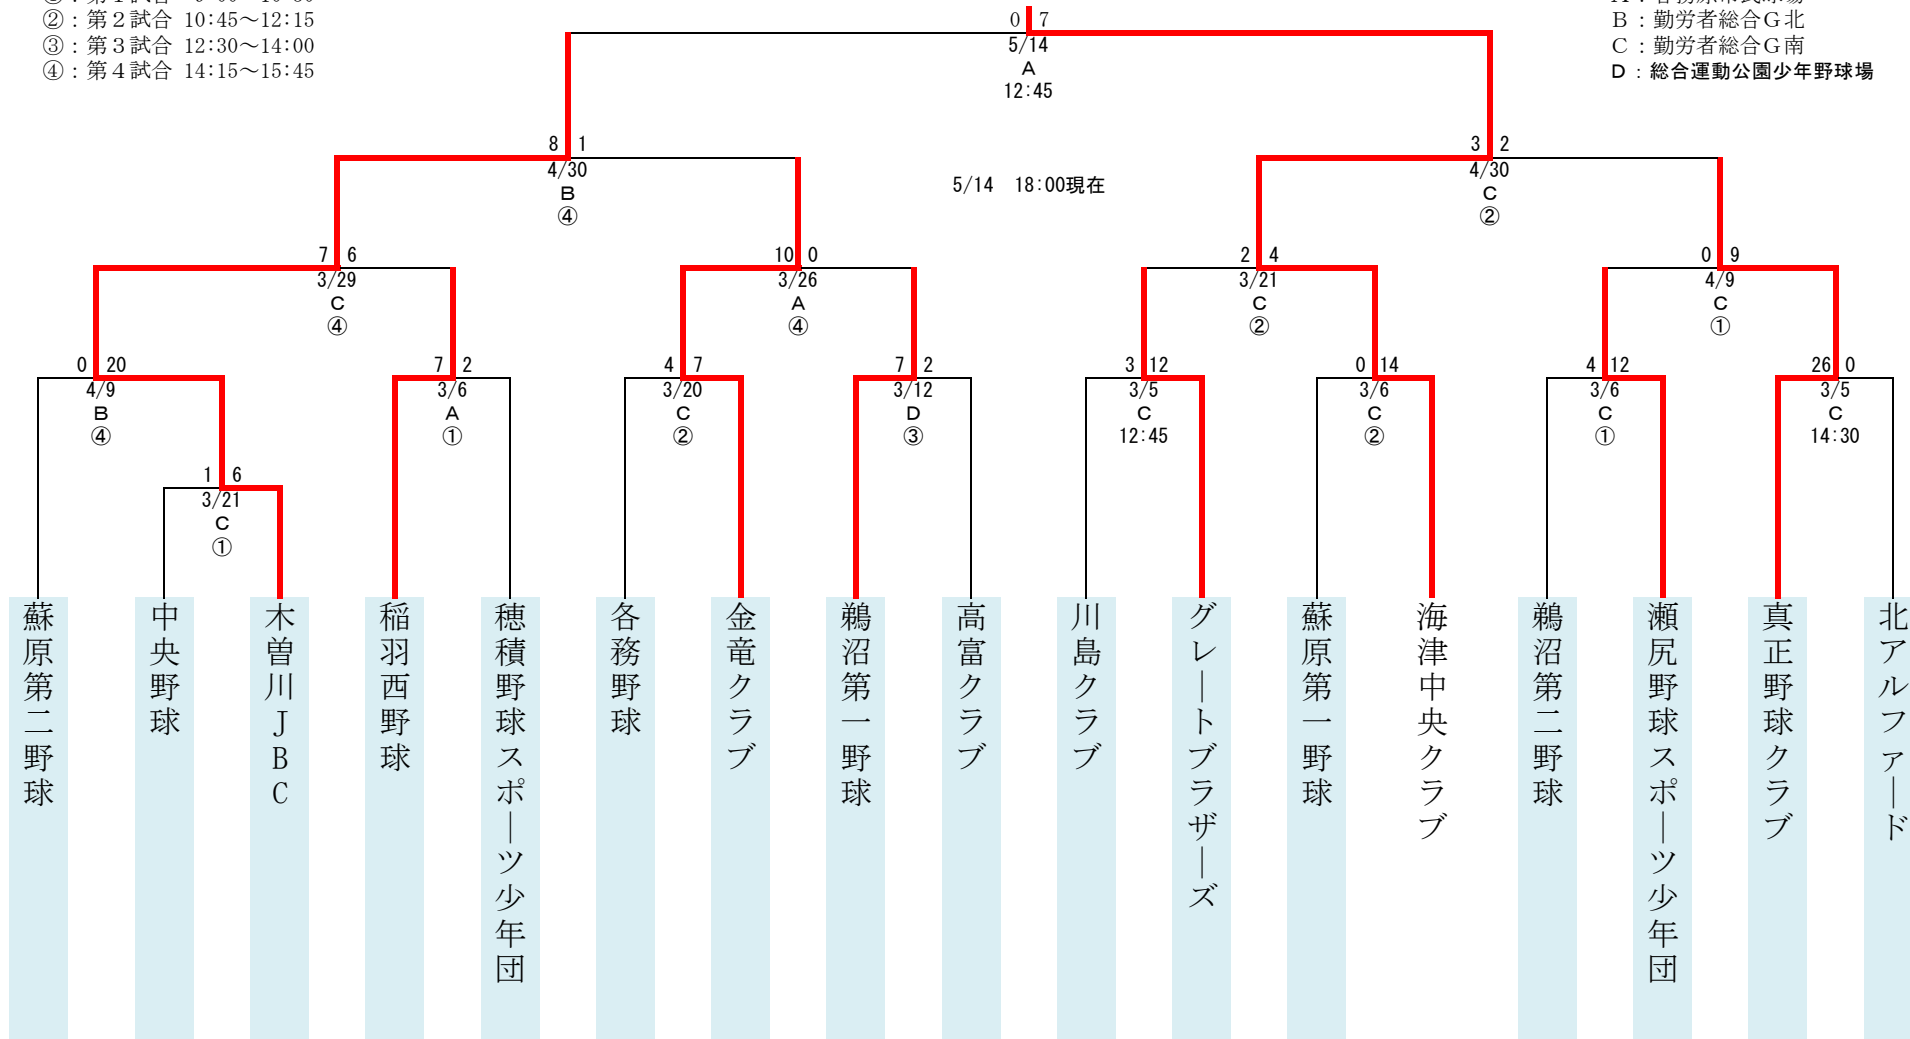 ②：第２試合 10:45～12:15
③：第３試合 12:30～14:00
④：第４試合 14:15～15:45
B：勤労者総合G北
C：勤労者総合G南
D：総合運動公園少年野球場
0 7
5/14
A
12:45
8 1
4/30
B
④
3 2
4/30
C
②
5/14 18:00現在
7 6
3/29
C
④
10 0
3/26
A
④
2 4
3/21
C
②
0 9
4/9
C
①
0 20
4/9
B
④
7 2
3/6
A
①
4 7
3/20
C
②
7 2
3/12
D
③
3 12
3/5
C
12:45
0 14
3/6
C
②
4 12
3/6
C
①
26 0
3/5
C
14:30
1 6
3/21
C
①
蘇原第二野球
中央野球
木曽川JBC
稲羽西野球
穂積野球スポーツ少年団
各務野球
金竜クラブ
鵜沼第一野球
高富クラブ
川島クラブ
グレートブラザーズ
蘇原第一野球
海津中央クラブ
鵜沼第二野球
瀬尻野球スポーツ少年団
真正野球クラブ
北アルファード